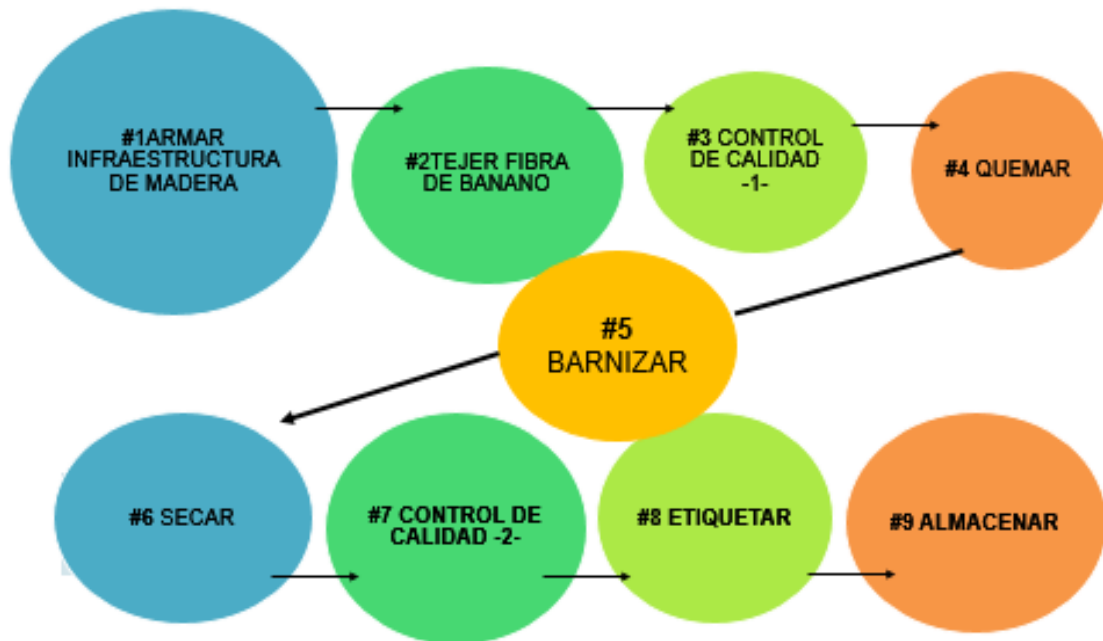 #1ARMAR
INFRAESTRUCTURA
DE MADERA
#2TEJER FIBRA
DE BANANO
#3 CONTROL
DE CALIDAD
-1-
#4 QUEMAR
#5
BARNIZAR
#6 SECAR
#7 CONTROL DE
CALIDAD -2-
#8 ETIQUETAR
#9 ALMACENAR